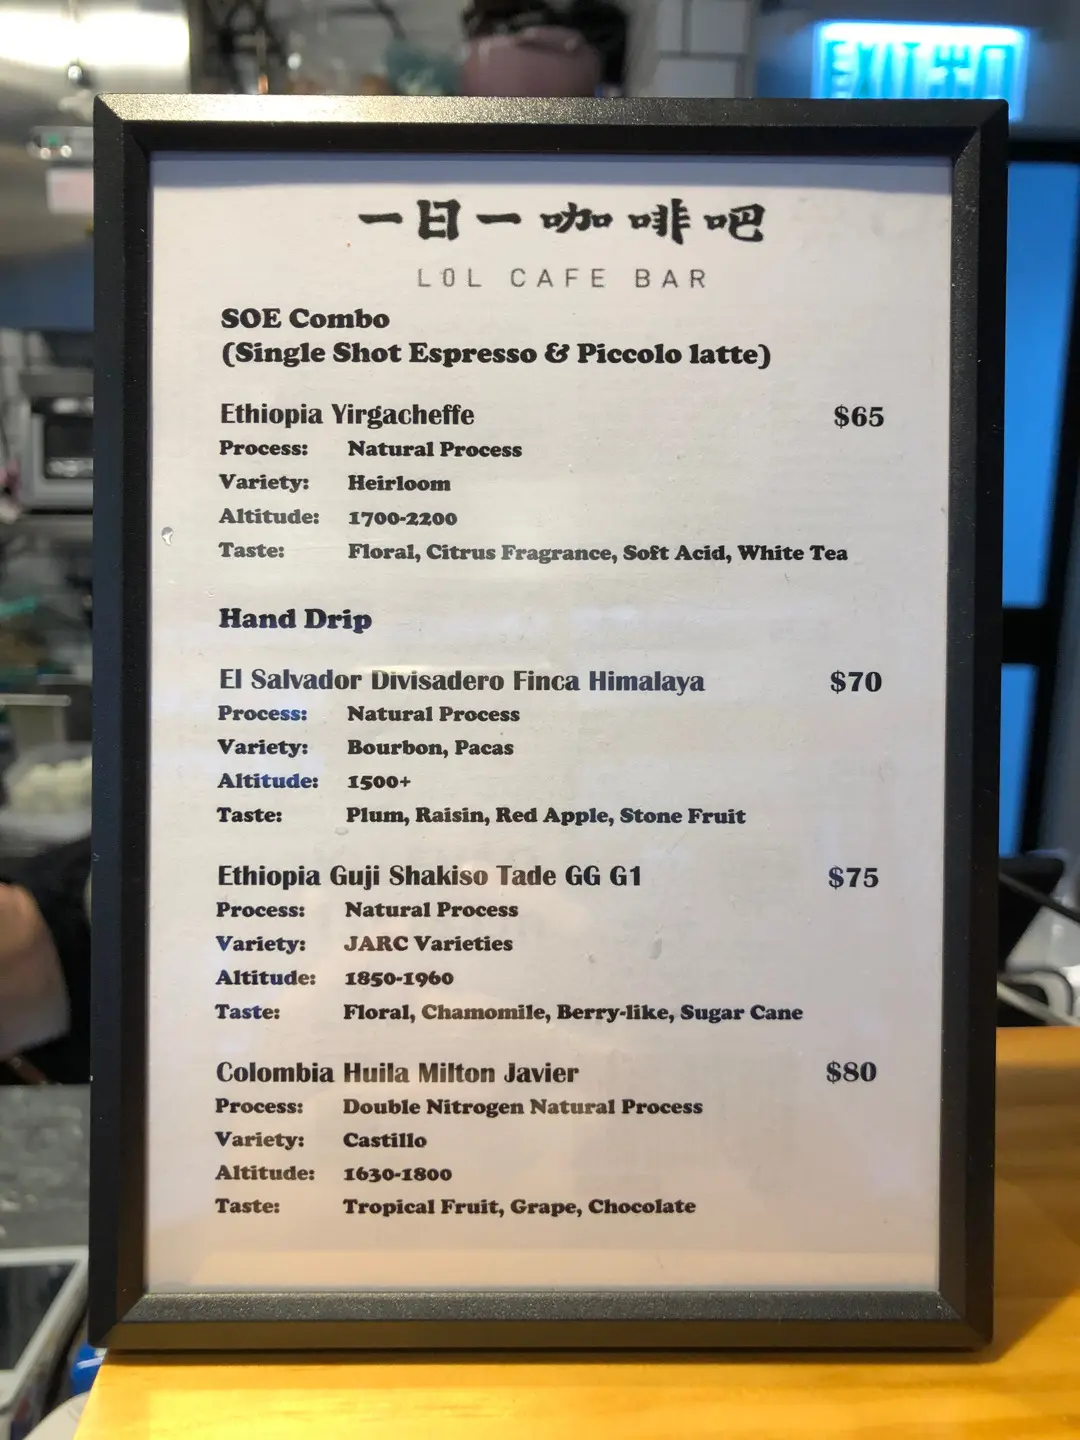 EXIT 出口
一日一咖啡吧
LOL CAFE BAR
SOE Combo
(Single Shot Espresso & Piccolo latte)
Ethiopia Yirgacheffe $65
Process: Natural Process
Variety: Heirloom
Altitude: 1700-2200
Taste: Floral, Citrus Fragrance, Soft Acid, White Tea
Hand Drip
El Salvador Divisadero Finca Himalaya $70
Process: Natural Process
Variety: Bourbon, Pacas
Altitude: 1500+
Taste: Plum, Raisin, Red Apple, Stone Fruit
Ethiopia Guji Shakiso Tade GG G1 $75
Process: Natural Process
Variety: JARC Varieties
Altitude: 1850-1960
Taste: Floral, Chamomile, Berry-like, Sugar Cane
Colombia Huila Milton Javier $80
Process: Double Nitrogen Natural Process
Variety: Castillo
Altitude: 1630-1800
Taste: Tropical Fruit, Grape, Chocolate